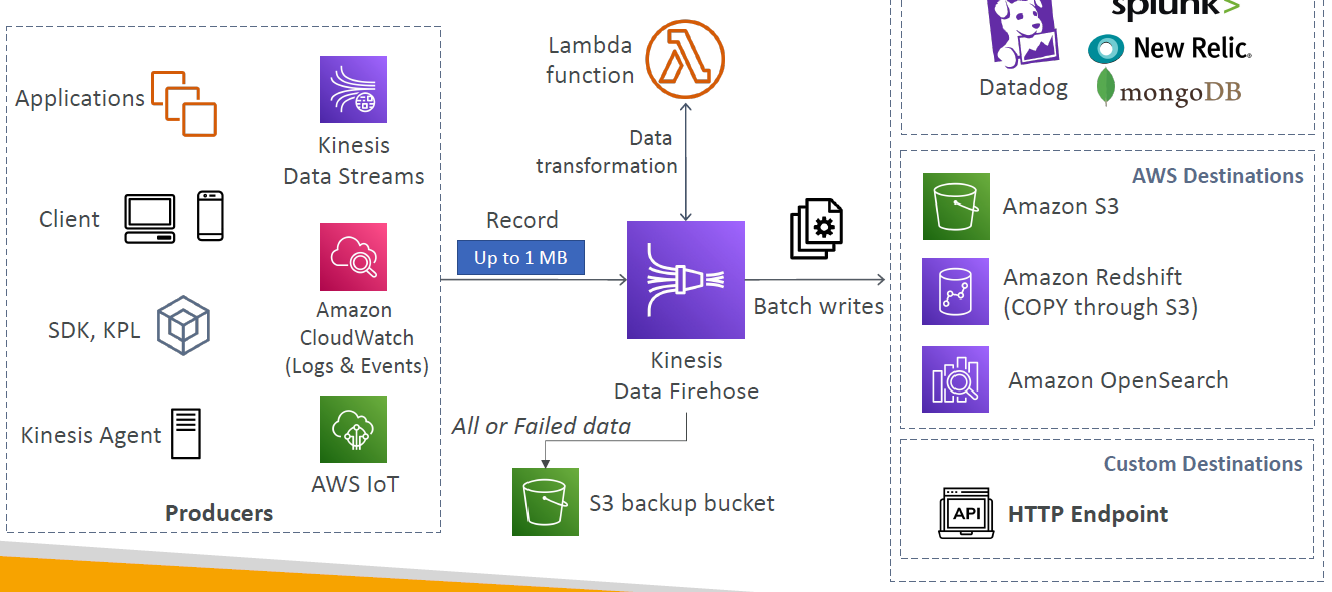 Applications
Kinesis
Data Streams
Client
Amazon
CloudWatch
(Logs & Events)
SDK, KPL
Kinesis Agent
AWS IoT
Producers
Lambda
function
Data
transformation
Record
Up to 1 MB
Kinesis
Data Firehose
All or Failed data
S3 backup bucket
Batch writes
splunk>
New Relic®
Datadog
mongoDB
AWS Destinations
Amazon S3
Amazon Redshift
(COPY through S3)
Amazon OpenSearch
Custom Destinations
API
HTTP Endpoint